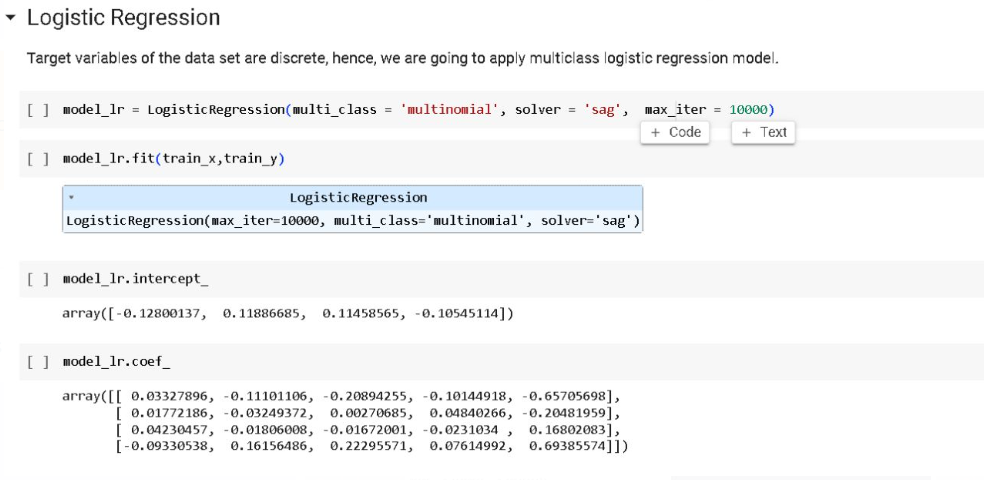 Logistic Regression
Target variables of the data set are discrete, hence, we are going to apply multiclass logistic regression model.
[ ] model_lr = LogisticRegression(multi_class = 'multinomial', solver = 'sag', max_iter = 10000)
+ Code + Text
[ ] model_lr.fit(train_x,train_y)
LogisticRegression
LogisticRegression(max_iter=10000, multi_class='multinomial', solver='sag')
[ ] model_lr.intercept_
array([-0.12800137, 0.11886685, 0.11458565, -0.10545114])
[ ] model_lr.coef_
array([[ 0.03327896, -0.11101106, -0.20894255, -0.10144918, -0.65705698],
[ 0.01772186, -0.03249372, 0.00270685, 0.04840266, -0.20481959],
[ 0.04230457, -0.01806008, -0.01672001, -0.0231034 , 0.16802083],
[-0.09330538, 0.16156486, 0.22295571, 0.07614992, 0.69385574]])